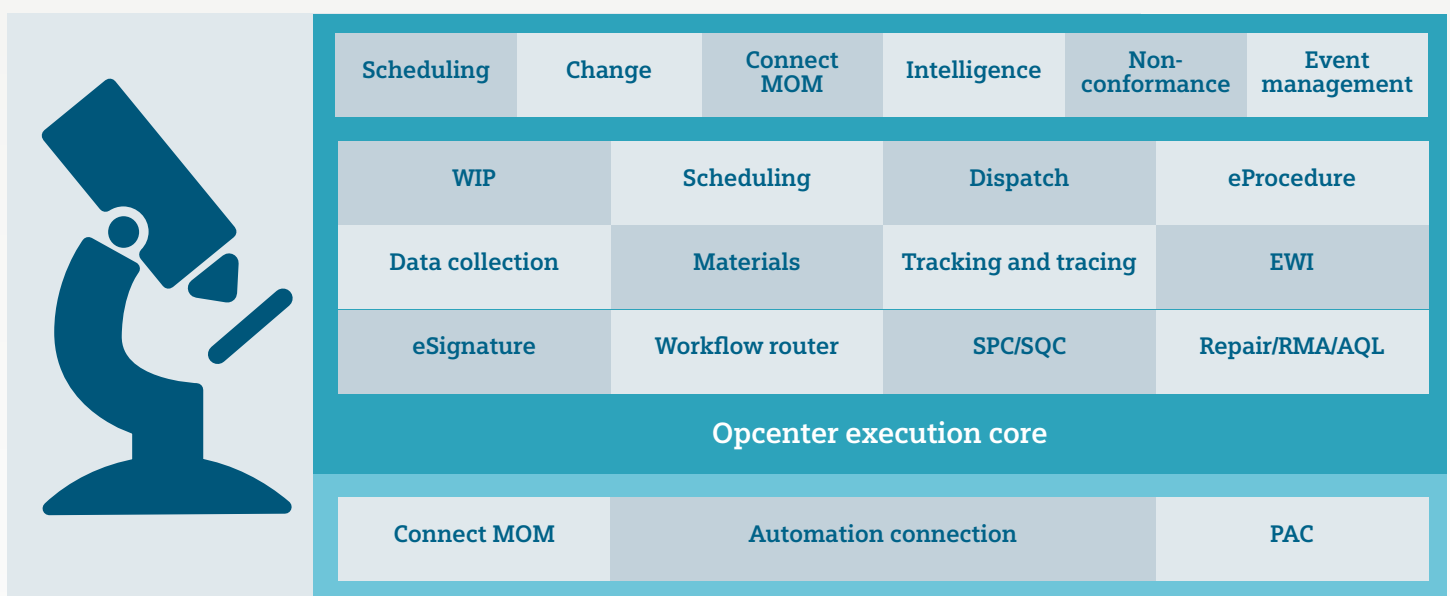 Scheduling
Change
Connect
MOM
Intelligence
Non-
conformance
Event
management
WIP
Scheduling
Dispatch
eProcedure
Data collection
Materials
Tracking and tracing
EWI
eSignature
Workflow router
SPC/SQC
Repair/RMA/AQL
Opcenter execution core
Connect MOM
Automation connection
PAC